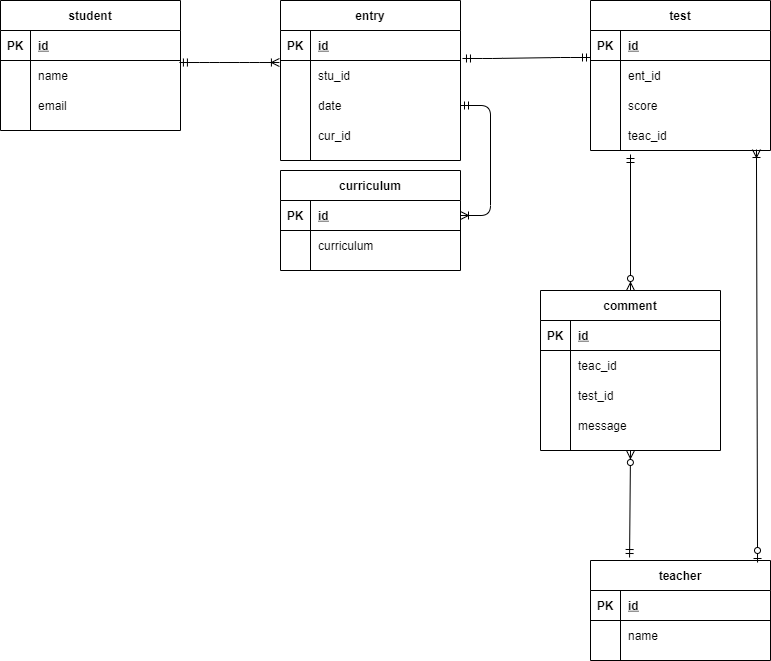 student
PK id
name
email
entry
PK id
stu_id
date
cur_id
curriculum
PK id
curriculum
test
PK id
ent_id
score
teac_id
comment
PK id
teac_id
test_id
message
teacher
PK id
name